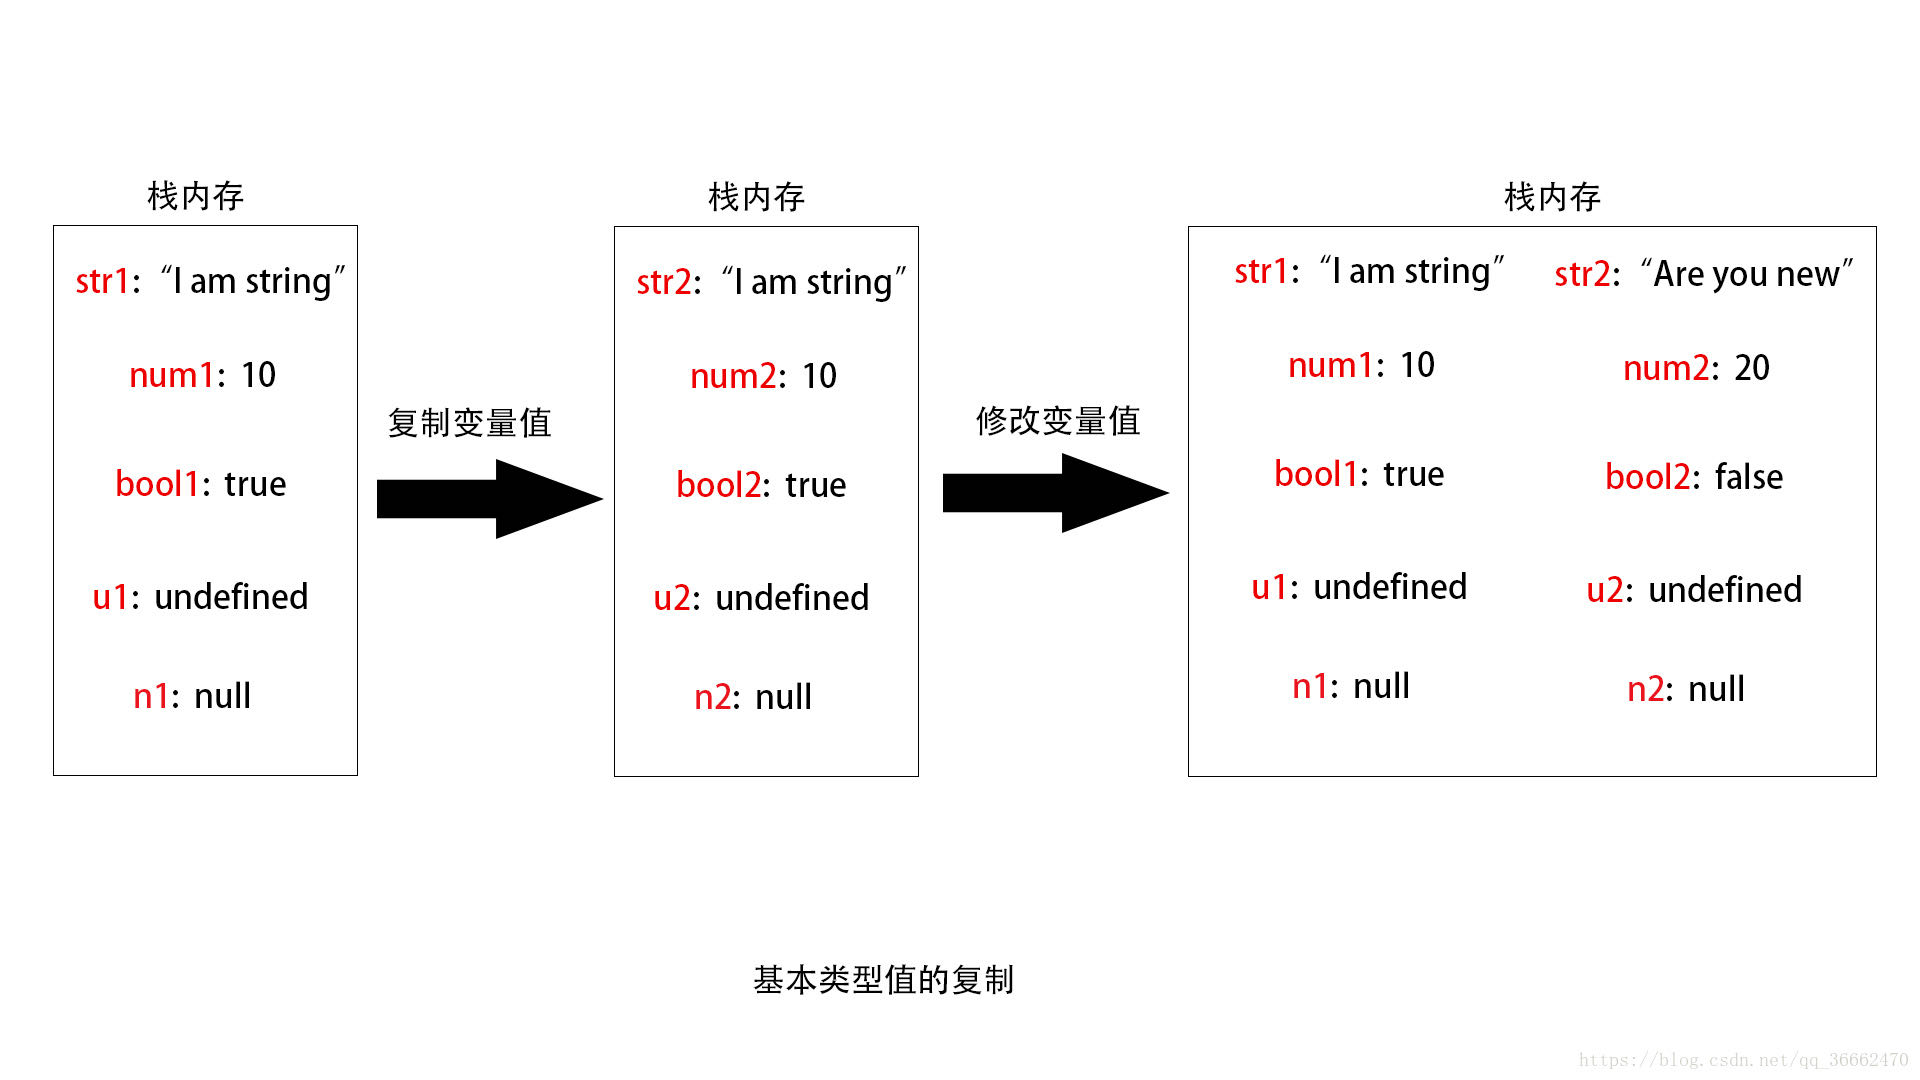 栈内存
str1: “I am string”
num1: 10
bool1: true
u1: undefined
n1: null
复制变量值
栈内存
str2: “I am string”
num2: 10
bool2: true
u2: undefined
n2: null
修改变量值
栈内存
str1: “I am string” str2: “Are you new”
num1: 10 num2: 20
bool1: true bool2: false
u1: undefined u2: undefined
n1: null n2: null
基本类型值的复制
https://blog.csdn.net/qq_36662470